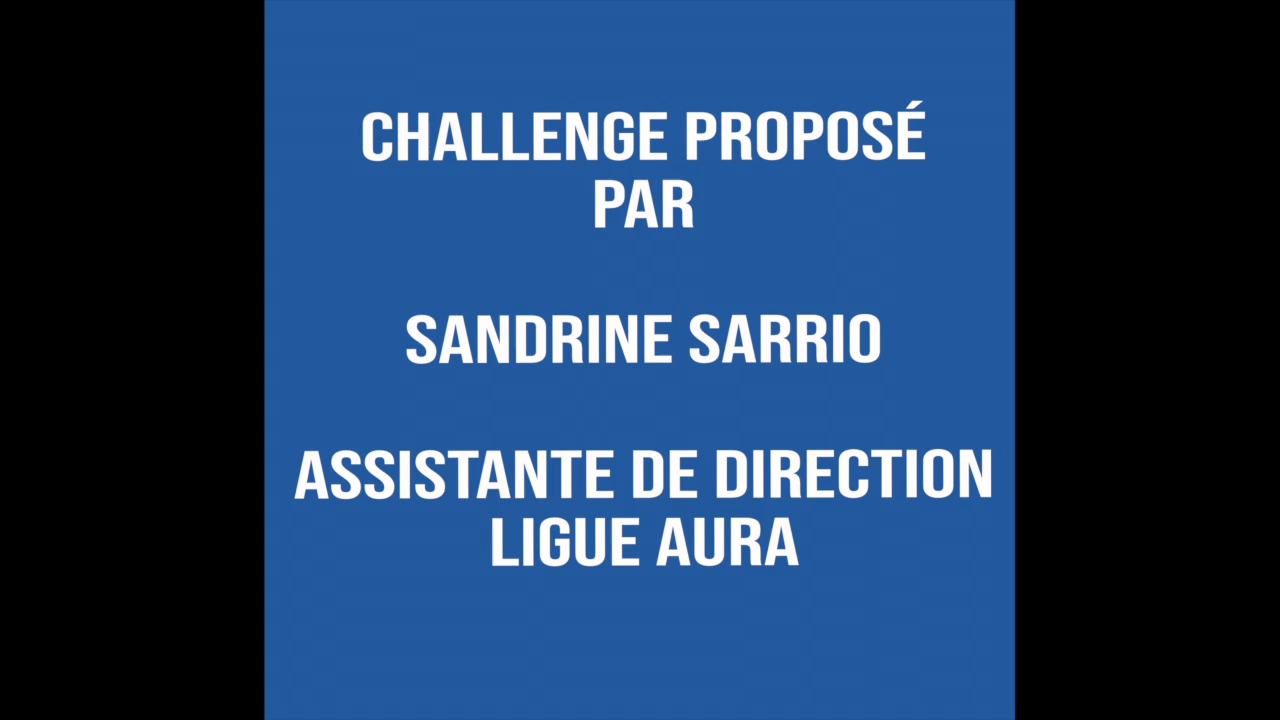 CHALLENGE PROPOSÉ
PAR
SANDRINE SARRIO
ASSISTANTE DE DIRECTION
LIGUE AURA